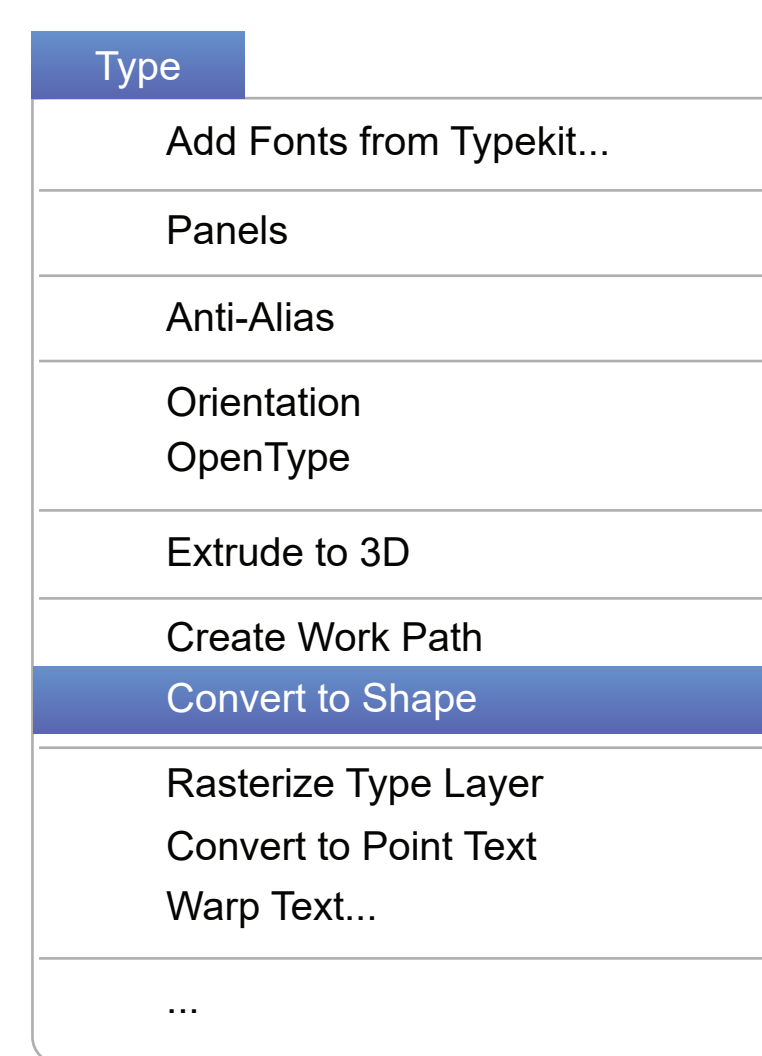 Type
Add Fonts from Typekit...
Panels
Anti-Alias
Orientation
OpenType
Extrude to 3D
Create Work Path
Convert to Shape
Rasterize Type Layer
Convert to Point Text
Warp Text...
...